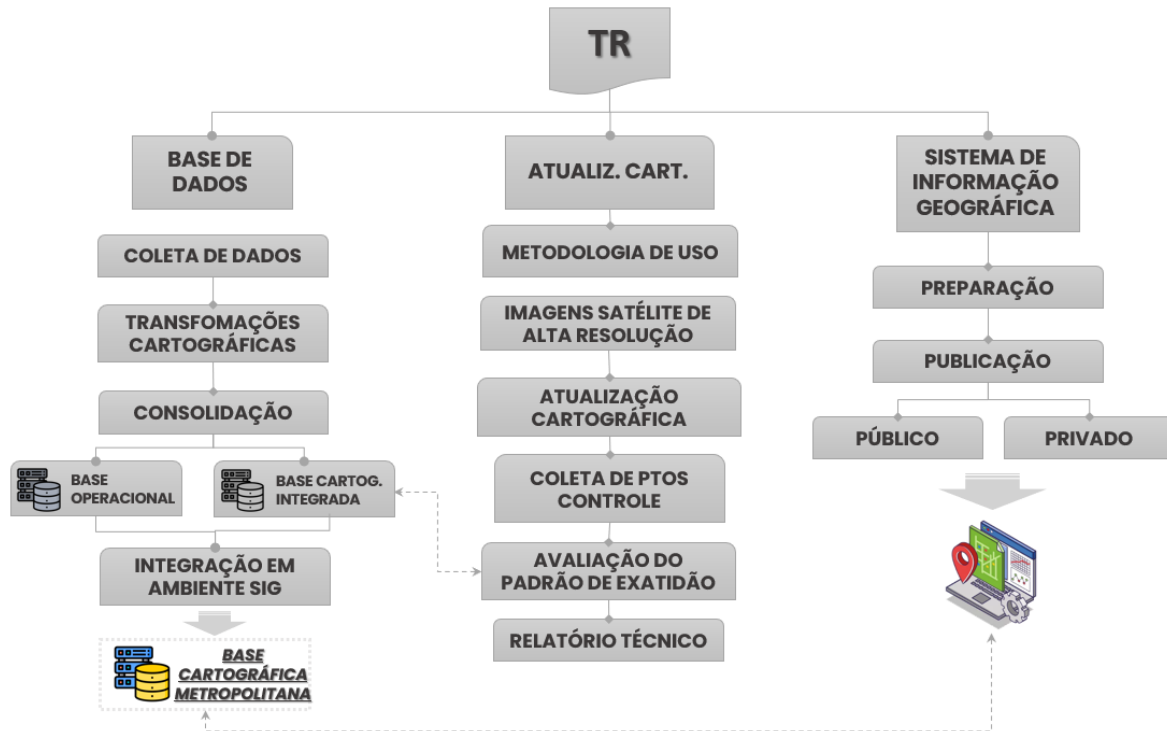 TR
BASE DE
DADOS
COLETA DE DADOS
TRANSFOMAÇÕES
CARTOGRÁFICAS
CONSOLIDAÇÃO
BASE
OPERACIONAL
BASE CARTOG.
INTEGRADA
INTEGRAÇÃO EM
AMBIENTE SIG
BASE
CARTOGRÁFICA
METROPOLITANA
ATUALIZ. CART.
METODOLOGIA DE USO
IMAGENS SATÉLITE DE
ALTA RESOLUÇÃO
ATUALIZAÇÃO
CARTOGRÁFICA
COLETA DE PTOS
CONTROLE
AVALIAÇÃO DO
PADRÃO DE EXATIDÃO
RELATÓRIO TÉCNICO
SISTEMA DE
INFORMAÇÃO
GEOGRÁFICA
PREPARAÇÃO
PUBLICAÇÃO
PÚBLICO
PRIVADO